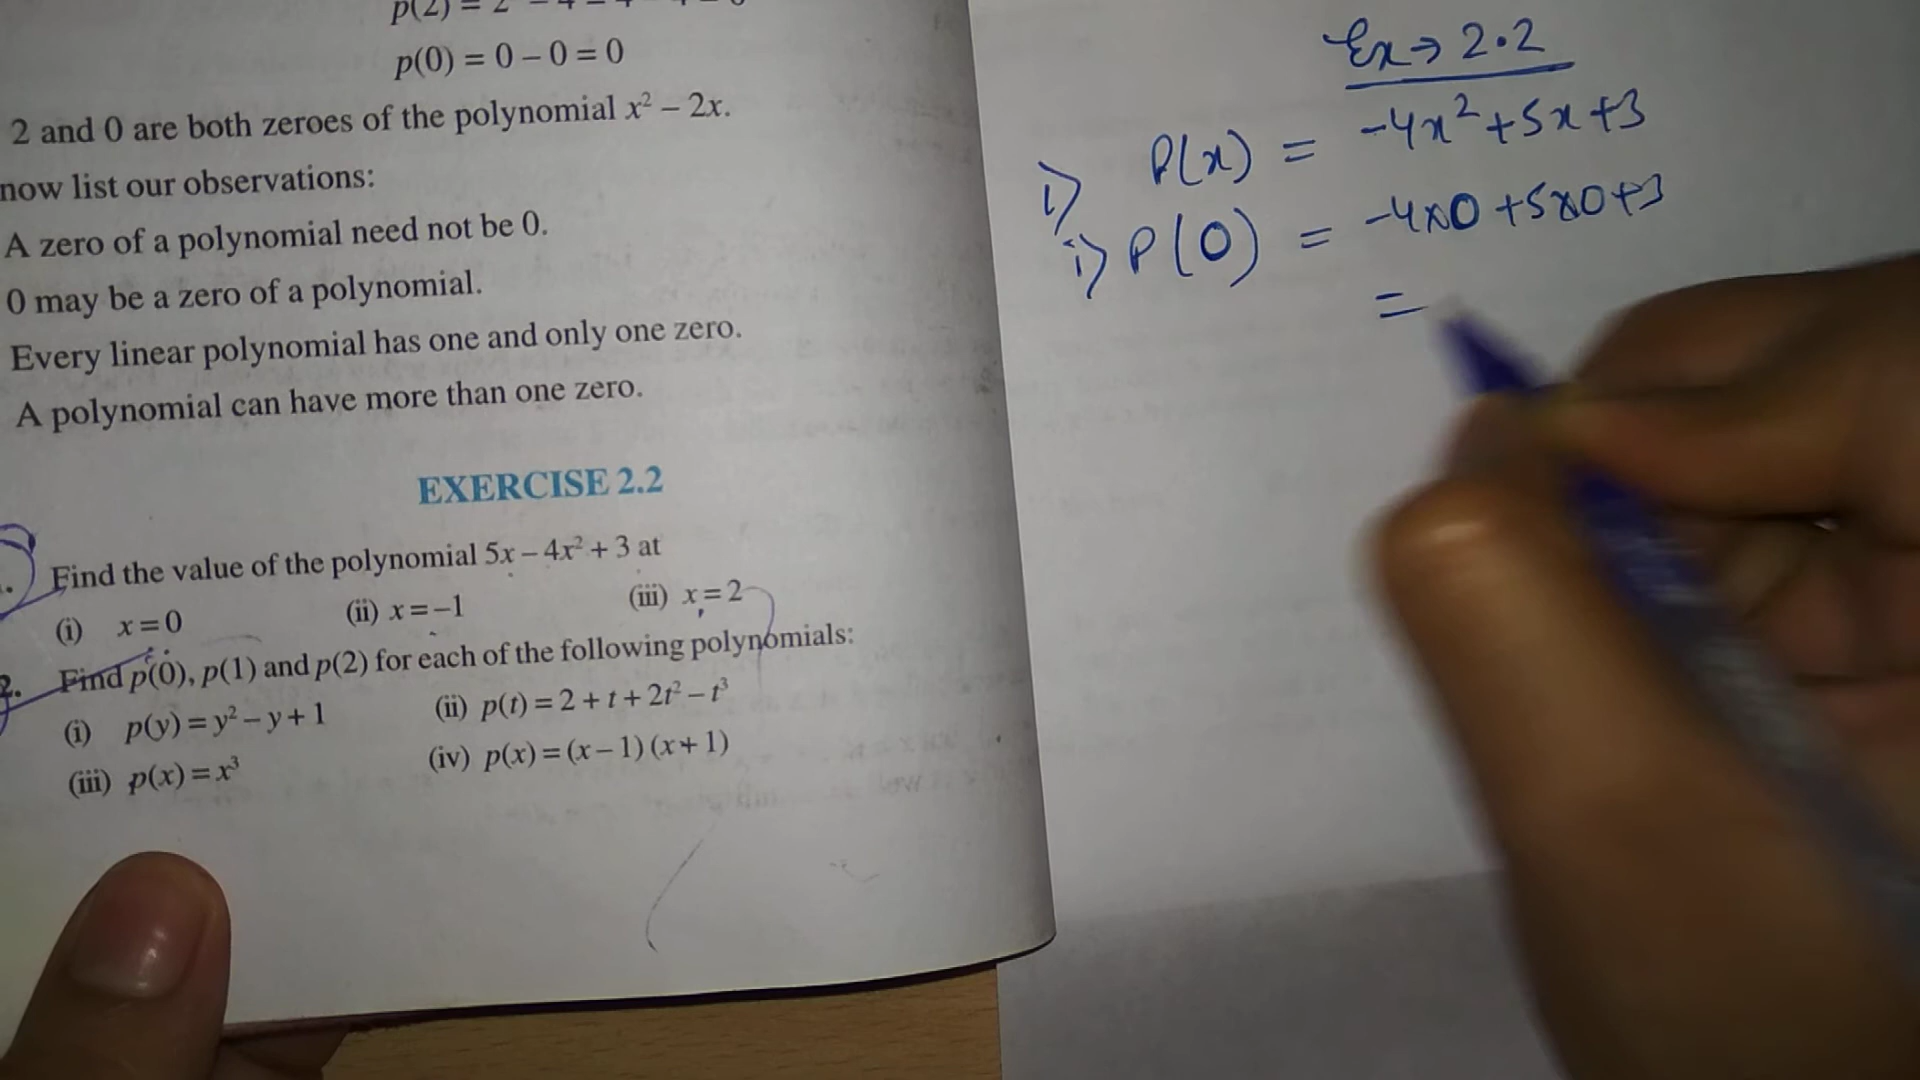 p(0) = 0 – 0 = 0
2 and 0 are both zeroes of the polynomial x² – 2x.
now list our observations:
A zero of a polynomial need not be 0.
0 may be a zero of a polynomial.
Every linear polynomial has one and only one zero.
A polynomial can have more than one zero.
EXERCISE 2.2
Find the value of the polynomial 5x – 4x² + 3 at
(i) x = 0 (ii) x = –1 (iii) x = 2
2. Find p(0), p(1) and p(2) for each of the following polynomials:
(i) p(y) = y² – y + 1 (ii) p(t) = 2 + t + 2t² – t³
(iii) p(x) = x³ (iv) p(x) = (x – 1) (x + 1)
Ex → 2.2
1) P(x) = -4x² + 5x + 3
i) P(0) = -4×0 + 5×0 + 3
=